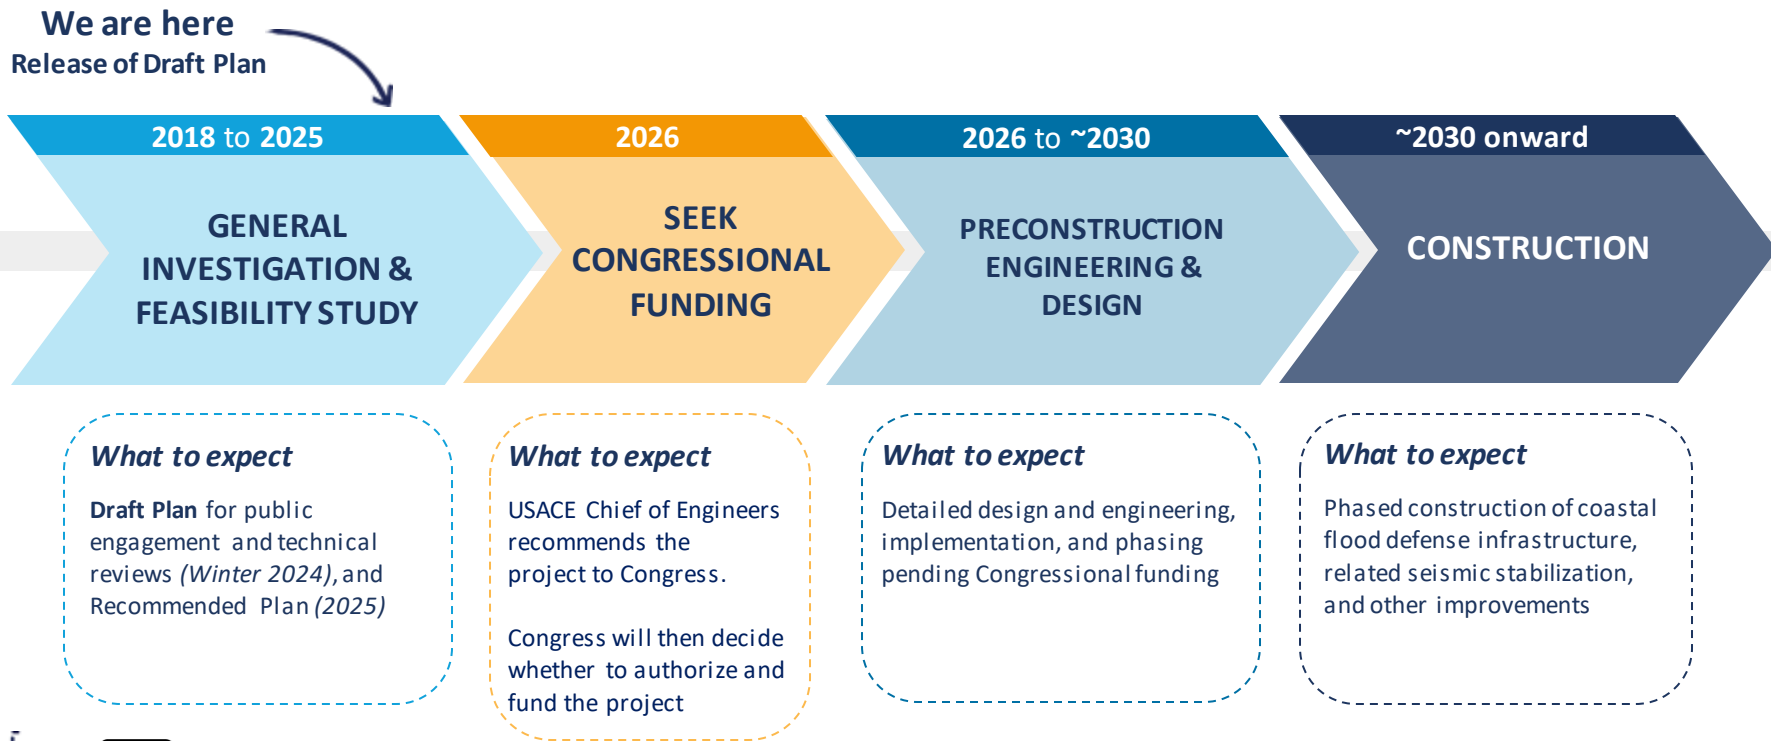 We are here
Release of Draft Plan
2018 to 2025
GENERAL
INVESTIGATION &
FEASIBILITY STUDY
What to expect
Draft Plan for public
engagement and technical
reviews (Winter 2024), and
Recommended Plan (2025)
2026
SEEK
CONGRESSIONAL
FUNDING
What to expect
USACE Chief of Engineers
recommends the
project to Congress.
Congress will then decide
whether to authorize and
fund the project
2026 to ~2030
PRECONSTRUCTION
ENGINEERING &
DESIGN
What to expect
Detailed design and engineering,
implementation, and phasing
pending Congressional funding
~2030 onward
CONSTRUCTION
What to expect
Phased construction of coastal
flood defense infrastructure,
related seismic stabilization,
and other improvements